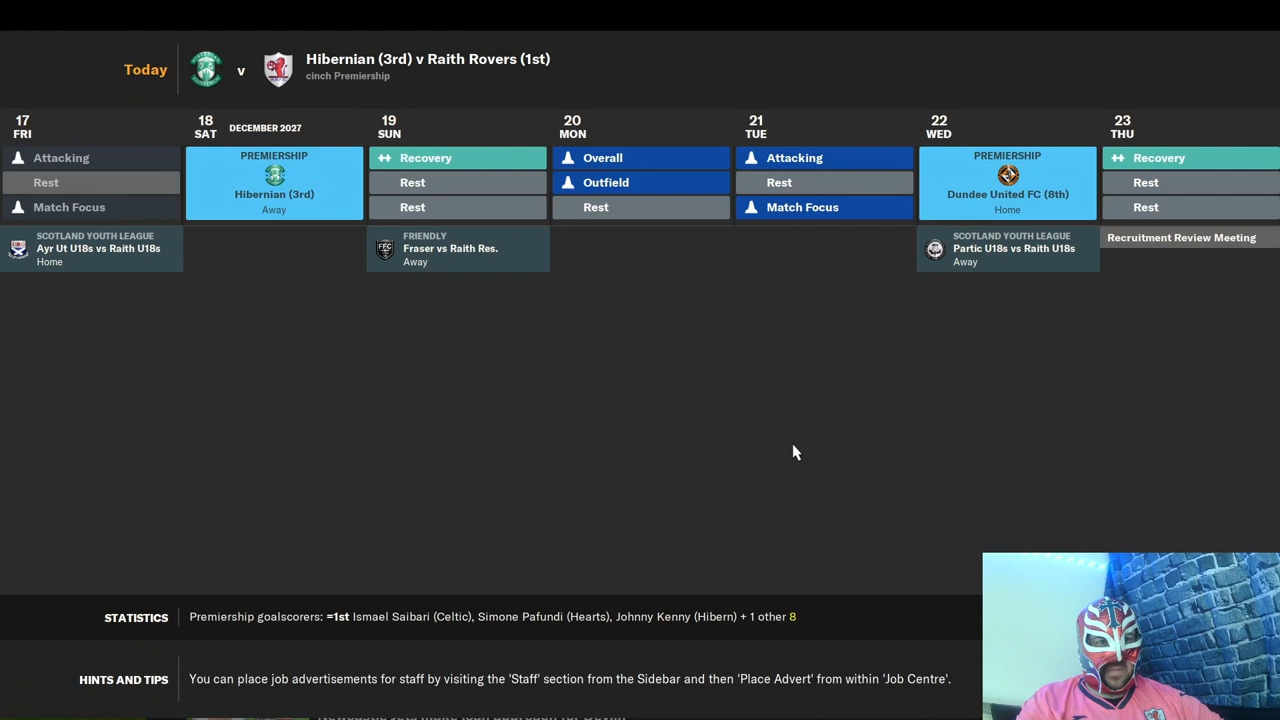 Today
v
Hibernian (3rd) v Raith Rovers (1st)
cinch Premiership
17
FRI
18
SAT
DECEMBER 2027
19
SUN
20
MON
21
TUE
22
WED
23
THU
Attacking
Rest
Match Focus
PREMIERSHIP
Hibernian (3rd)
Away
Recovery
Rest
Rest
Overall
Outfield
Rest
Attacking
Rest
Match Focus
PREMIERSHIP
Dundee United FC (8th)
Home
Recovery
Rest
Rest
SCOTLAND YOUTH LEAGUE
Ayr Ut U18s vs Raith U18s
Home
FRIENDLY
Fraser vs Raith Res.
Away
SCOTLAND YOUTH LEAGUE
Partic U18s vs Raith U18s
Away
Recruitment Review Meeting
STATISTICS
Premiership goalscorers: =1st Ismael Saibari (Celtic), Simone Pafundi (Hearts), Johnny Kenny (Hibern) + 1 other 8
HINTS AND TIPS
You can place job advertisements for staff by visiting the 'Staff' section from the Sidebar and then 'Place Advert' from within 'Job Centre'.